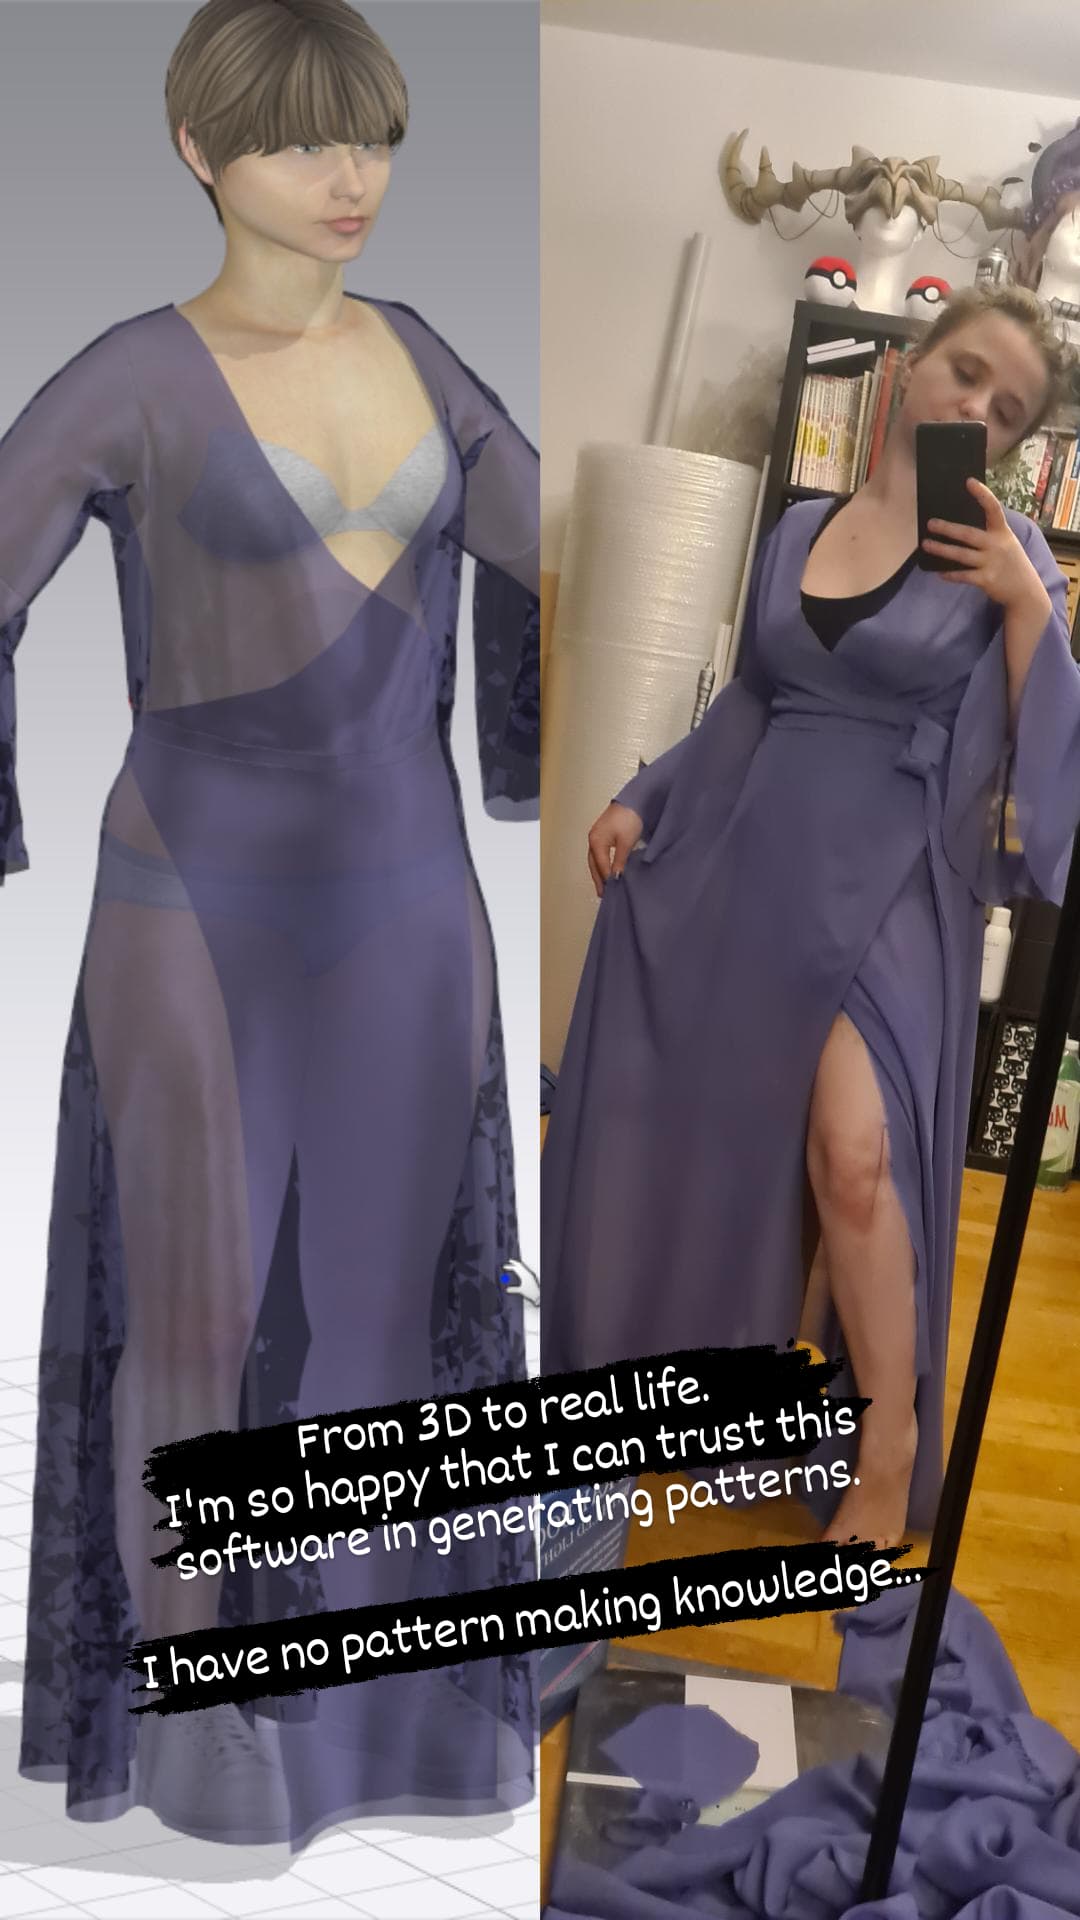 From 3D to real life.
I'm so happy that I can trust this
software in generating patterns.
I have no pattern making knowledge...